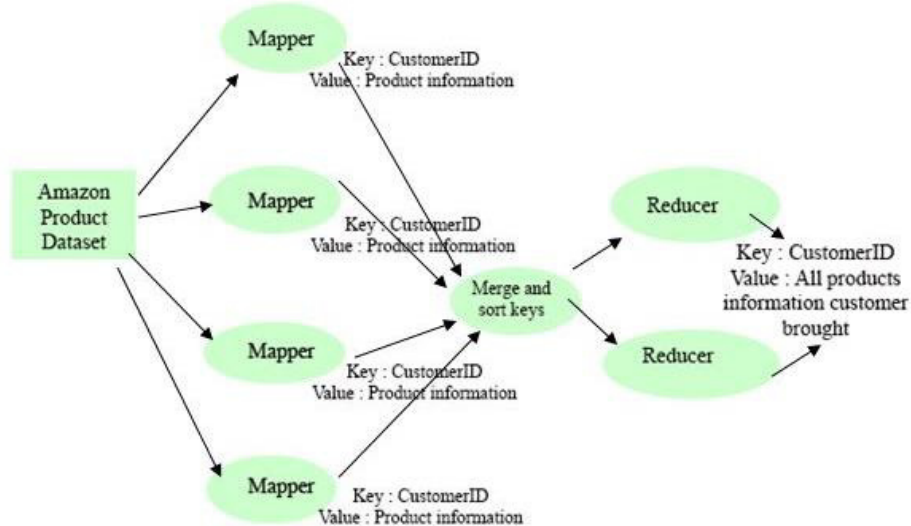 Mapper
Key : CustomerID
Value : Product information
Amazon
Product
Dataset
Mapper
Key : CustomerID
Value : Product information
Mapper
Key : CustomerID
Value : Product information
Mapper
Key : CustomerID
Value : Product information
Merge and
sort keys
Reducer
Reducer
Key : CustomerID
Value : All products
information customer
brought